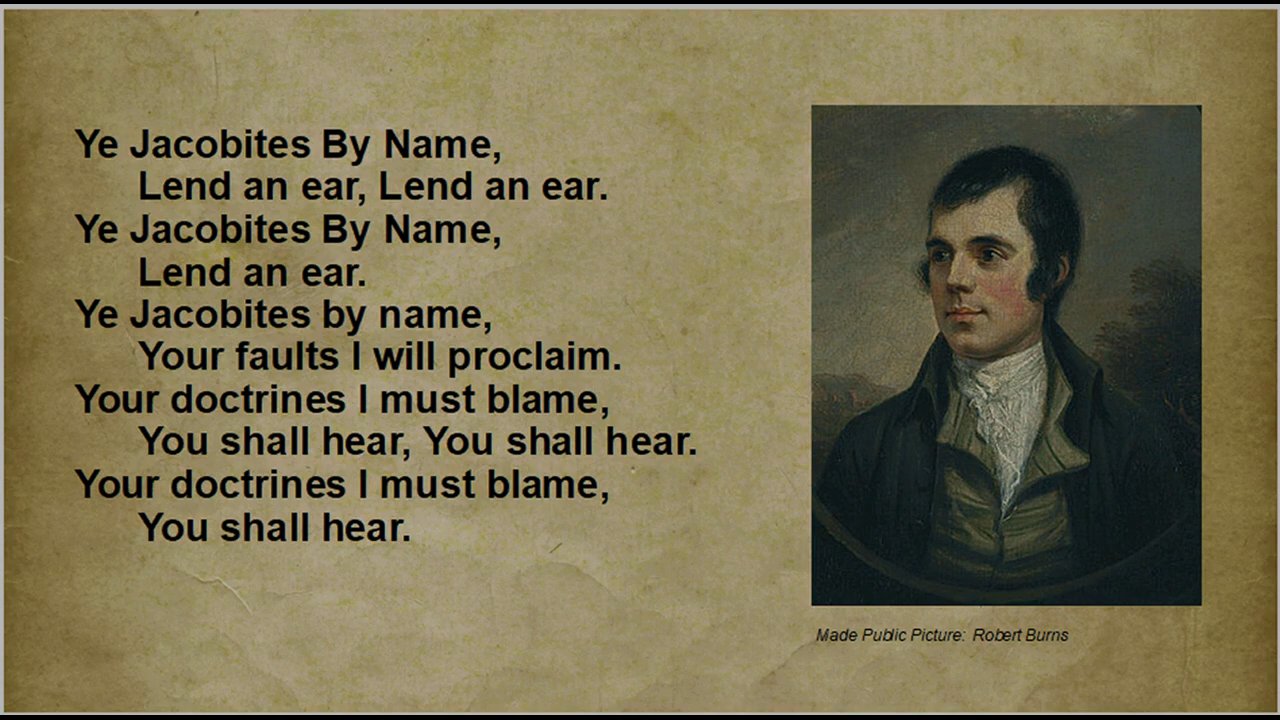 Ye Jacobites By Name,
Lend an ear, Lend an ear.
Ye Jacobites By Name,
Lend an ear.
Ye Jacobites by name,
Your faults I will proclaim.
Your doctrines I must blame,
You shall hear, You shall hear.
Your doctrines I must blame,
You shall hear.
Made Public Picture: Robert Burns